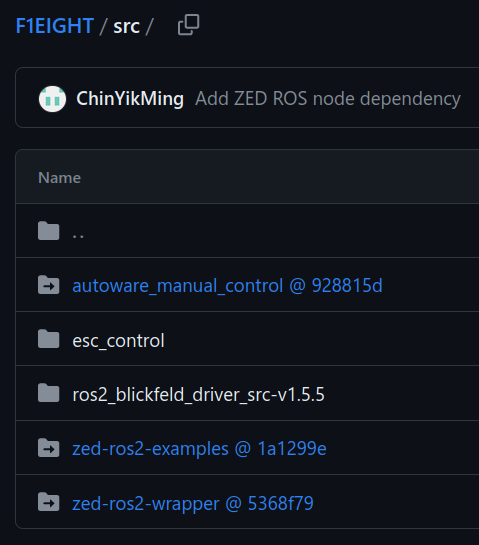 F1EIGHT / src /
ChinYikMing Add ZED ROS node dependency
Name
..
autoware_manual_control @ 928815d
esc_control
ros2_blickfeld_driver_src-v1.5.5
zed-ros2-examples @ 1a1299e
zed-ros2-wrapper @ 5368f79